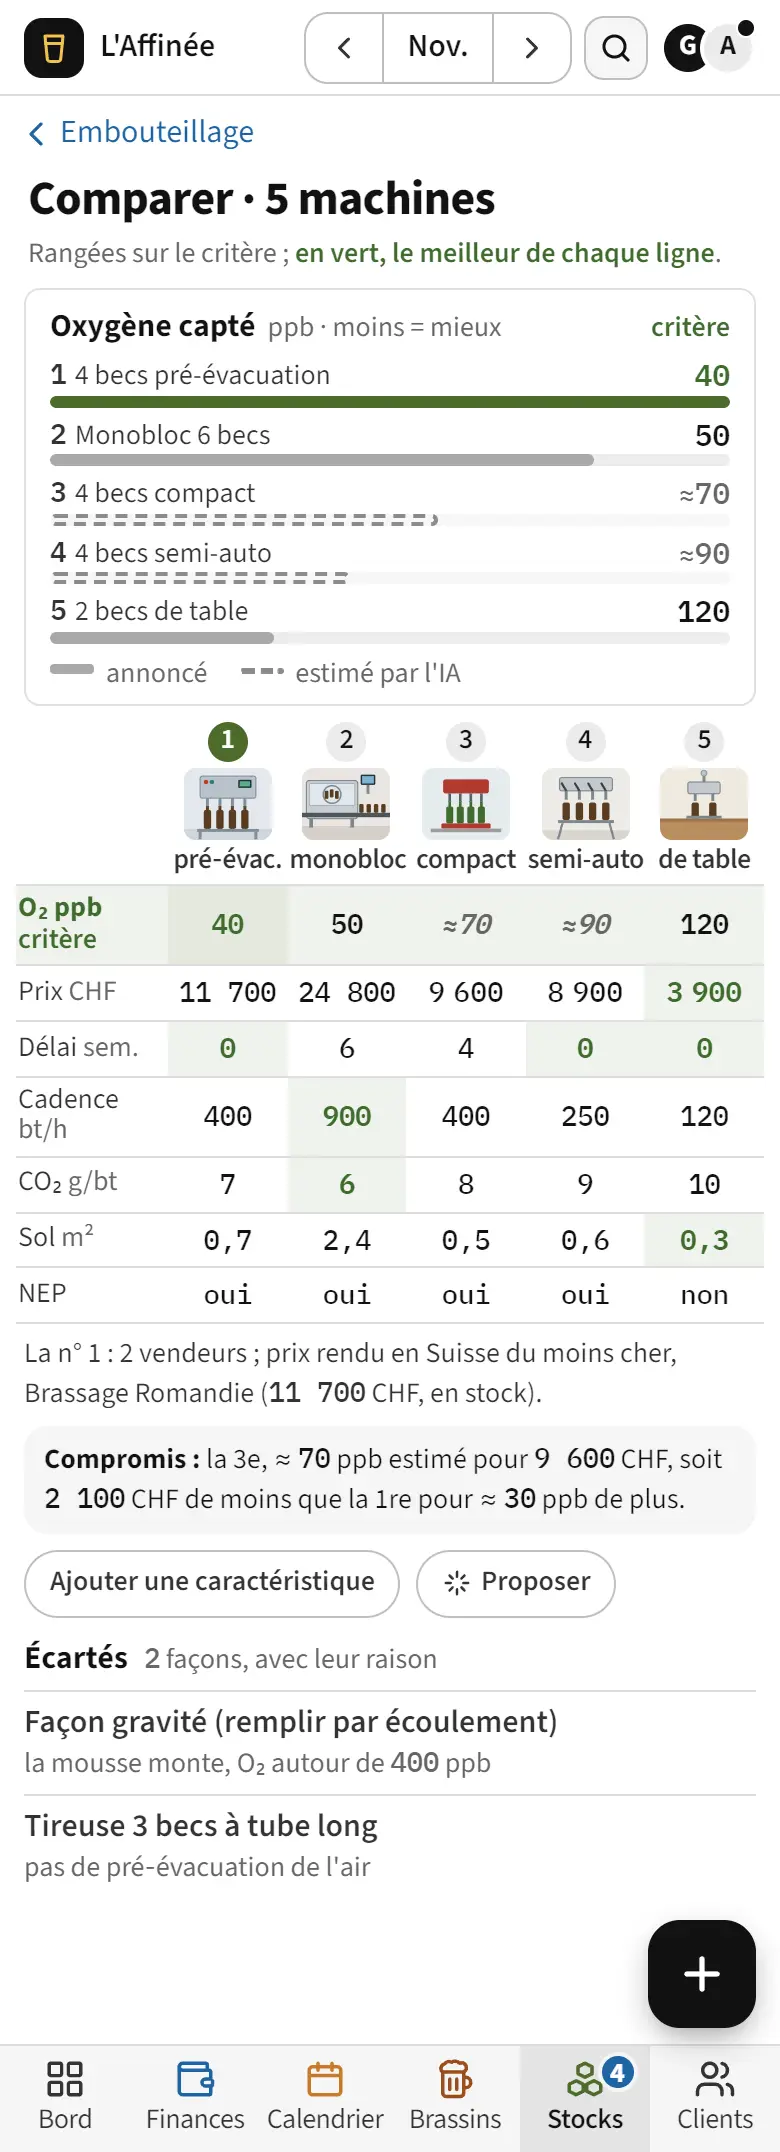 L'Affinée
Nov.
G
A
Embouteillage
Comparer · 5 machines
Rangées sur le critère ; en vert, le meilleur de chaque ligne.
Oxygène capté ppb · moins = mieux critère
1 4 becs pré-évacuation 40
2 Monobloc 6 becs 50
3 4 becs compact ≈70
4 4 becs semi-auto ≈90
5 2 becs de table 120
annoncé estimé par l'IA
1 2 3 4 5
pré-évac. monobloc compact semi-auto de table
O₂ ppb critère 40 50 ≈70 ≈90 120
Prix CHF 11 700 24 800 9 600 8 900 3 900
Délai sem. 0 6 4 0 0
Cadence bt/h 400 900 400 250 120
CO₂ g/bt 7 6 8 9 10
Sol m² 0,7 2,4 0,5 0,6 0,3
NEP oui oui oui oui non
La n° 1 : 2 vendeurs ; prix rendu en Suisse du moins cher,
Brassage Romandie (11 700 CHF, en stock).
Compromis : la 3e, ≈ 70 ppb estimé pour 9 600 CHF, soit
2 100 CHF de moins que la 1re pour ≈ 30 ppb de plus.
Ajouter une caractéristique
Proposer
Écartés 2 façons, avec leur raison
Façon gravité (remplir par écoulement)
la mousse monte, O₂ autour de 400 ppb
Tireuse 3 becs à tube long
pas de pré-évacuation de l'air
4
Bord Finances Calendrier Brassins Stocks Clients